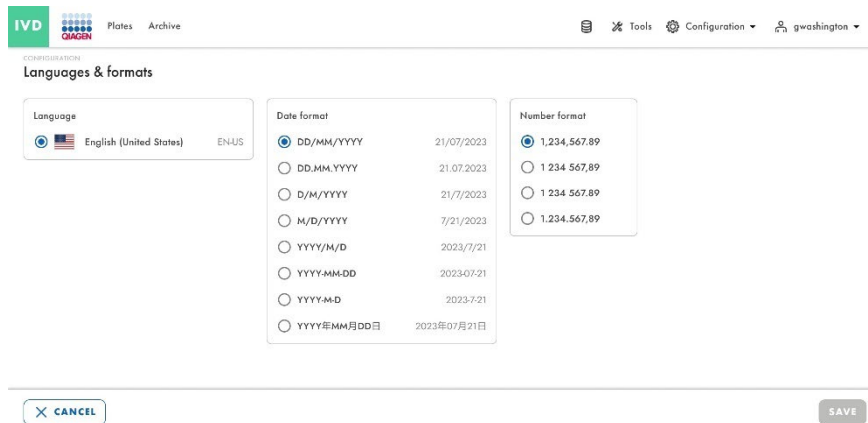 IVD QIAGEN Plates Archive Tools Configuration gwashington
CONFIGURATION
Languages & formats
Language
English (United States) EN-US
Date format
DD/MM/YYYY 21/07/2023
DD.MM.YYYY 21.07.2023
D/M/YYYY 21/7/2023
M/D/YYYY 7/21/2023
YYYY/M/D 2023/7/21
YYYY-MM-DD 2023-07-21
YYYY-M-D 2023-7-21
YYYY年MM月DD日 2023年07月21日
Number format
1,234,567.89
1 234 567,89
1 234 567.89
1.234.567,89
CANCEL SAVE